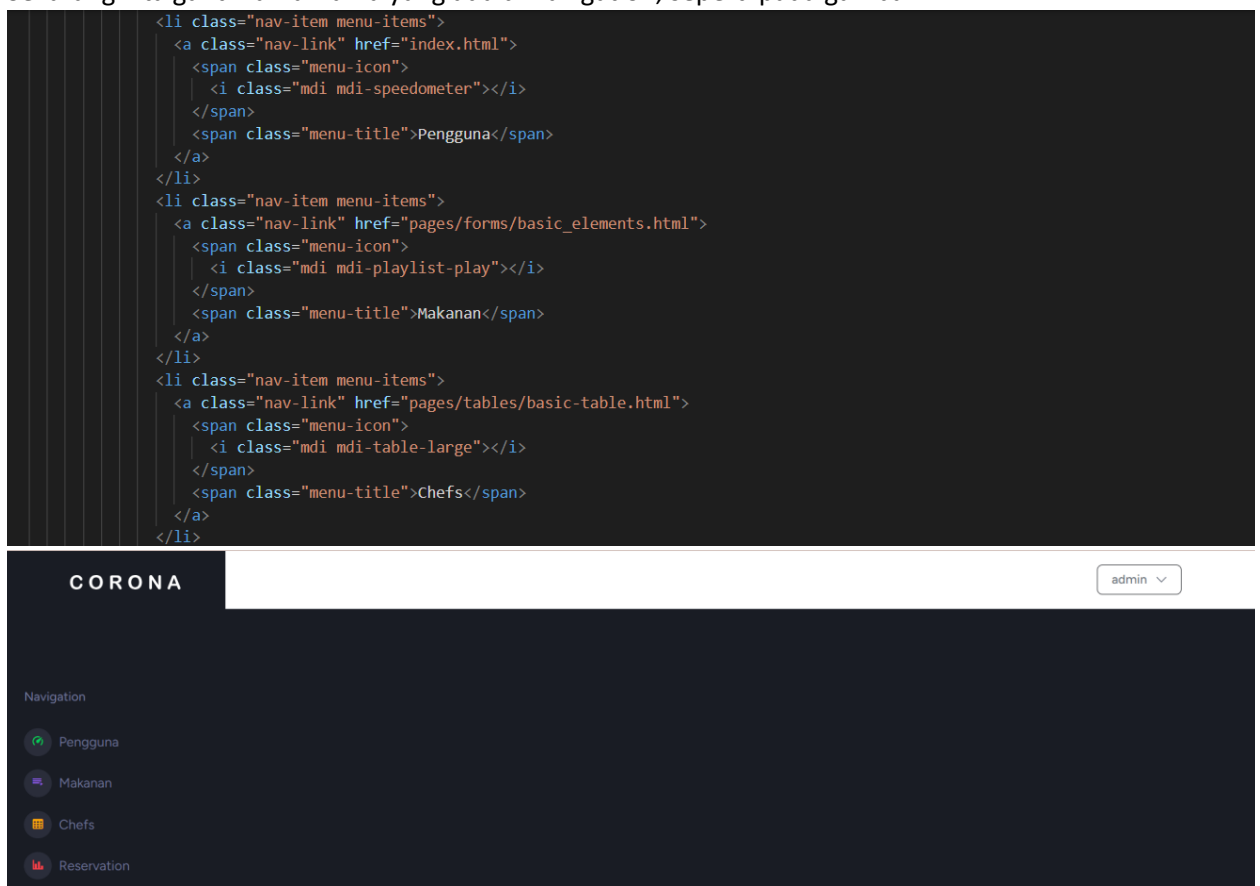 <li class="nav-item menu-items">
<a class="nav-link" href="index.html">
<span class="menu-icon">
<i class="mdi mdi-speedometer"></i>
</span>
<span class="menu-title">Pengguna</span>
</a>
</li>
<li class="nav-item menu-items">
<a class="nav-link" href="pages/forms/basic_elements.html">
<span class="menu-icon">
<i class="mdi mdi-playlist-play"></i>
</span>
<span class="menu-title">Makanan</span>
</a>
</li>
<li class="nav-item menu-items">
<a class="nav-link" href="pages/tables/basic-table.html">
<span class="menu-icon">
<i class="mdi mdi-table-large"></i>
</span>
<span class="menu-title">Chefs</span>
</a>
</li>
CORONA
admin
Navigation
Pengguna
Makanan
Chefs
Reservation